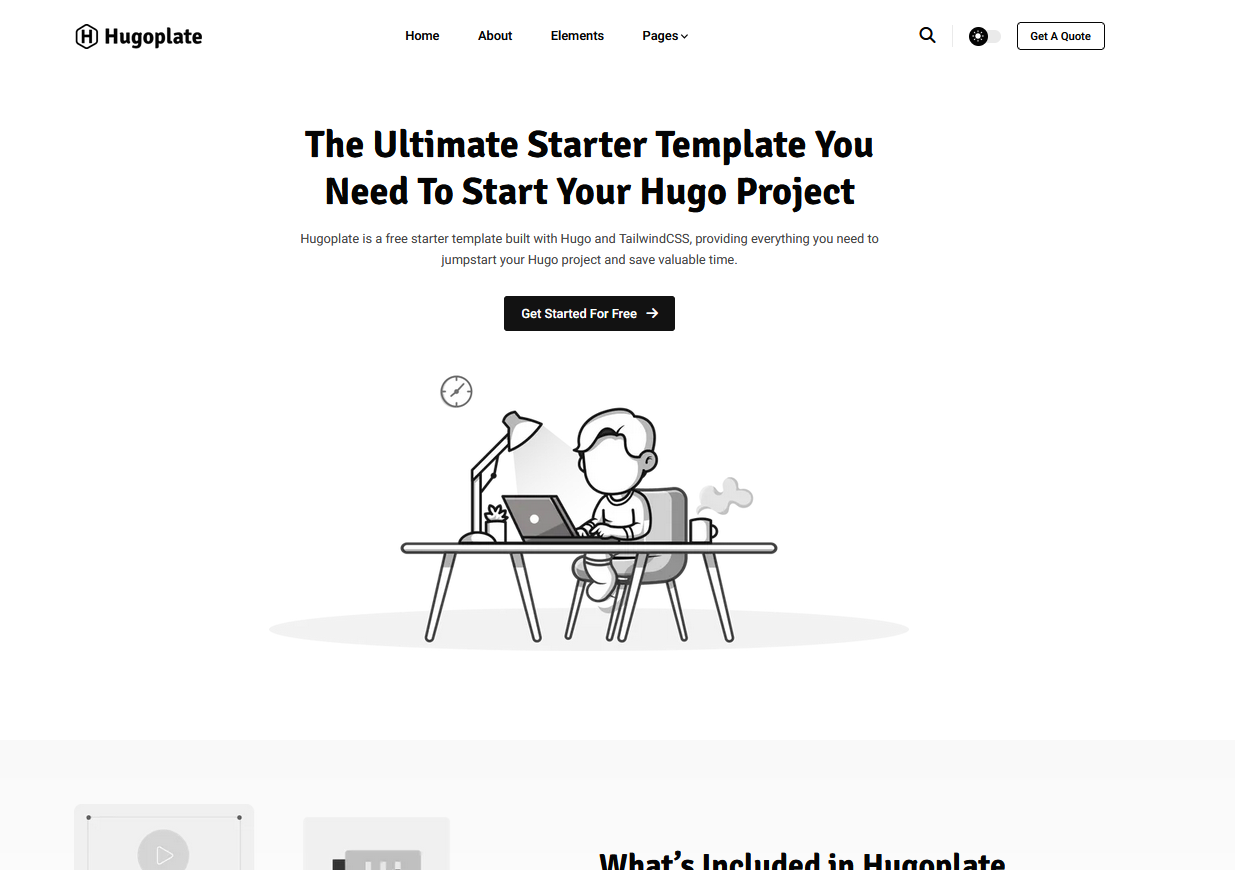 Hugoplate
Home
About
Elements
Pages
Get A Quote
The Ultimate Starter Template You
Need To Start Your Hugo Project
Hugoplate is a free starter template built with Hugo and TailwindCSS, providing everything you need to
jumpstart your Hugo project and save valuable time.
Get Started For Free
What's Included in Hugoplate